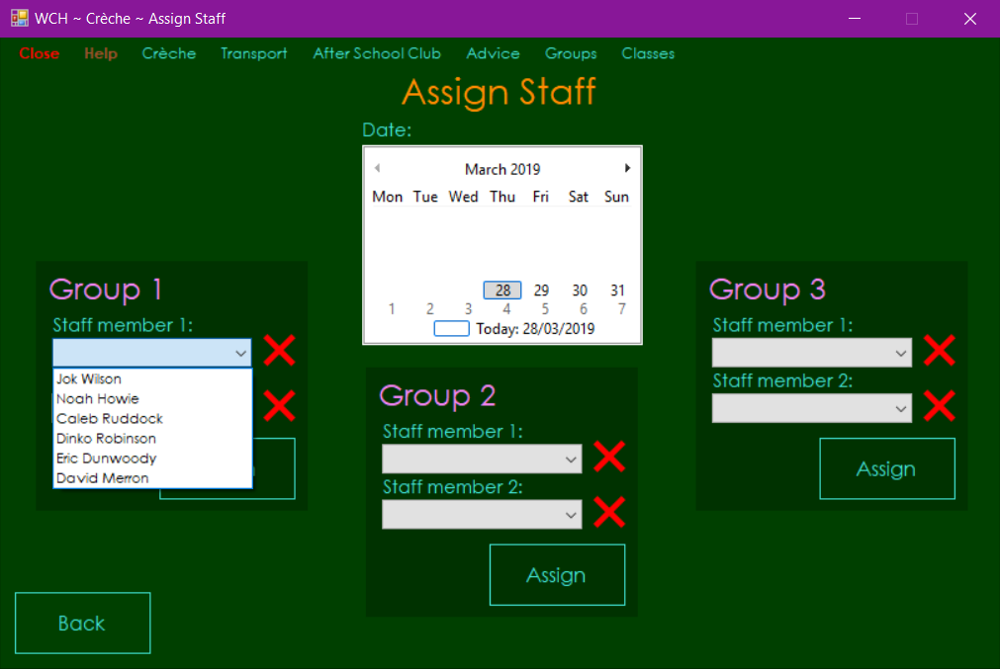 WCH ~ Crèche ~ Assign Staff
Close Help Crèche Transport After School Club Advice Groups Classes
Assign Staff
Date:
March 2019
Mon Tue Wed Thu Fri Sat Sun
28 29 30 31
1 2 3 4 5 6 7
Today: 28/03/2019
Group 1
Staff member 1:
Jok Wilson
Noah Howie
Caleb Ruddock
Dinko Robinson
Eric Dunwoody
David Merron
Group 2
Staff member 1:
Staff member 2:
Assign
Group 3
Staff member 1:
Staff member 2:
Assign
Back